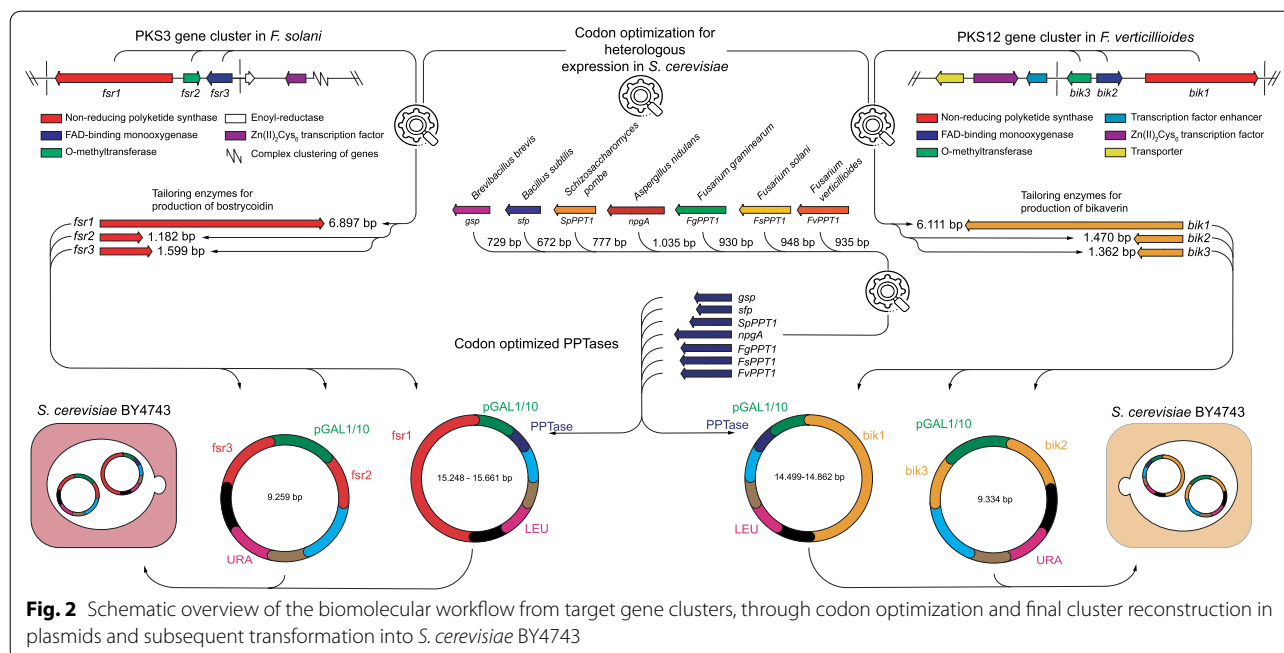 PKS3 gene cluster in F. solani
fsr1
fsr2
fsr3
Non-reducing polyketide synthase
FAD-binding monooxygenase
O-methyltransferase
Enoyl-reductase
Zn(II)2Cys6 transcription factor
Complex clustering of genes
Codon optimization for
heterologous
expression in S. cerevisiae
PKS12 gene cluster in F. verticillioides
bik3
bik2
bik1
Non-reducing polyketide synthase
FAD-binding monooxygenase
O-methyltransferase
Transcription factor enhancer
Zn(II)2Cys6 transcription factor
Transporter
Tailoring enzymes for
production of bostrycoidin
fsr1
6.897 bp
fsr2
1.182 bp
fsr3
1.599 bp
Brevibacillus brevis
Bacillus subtilis
Schizosaccharomyces
pombe
Aspergillus nidulans
Fusarium gramineanum
Fusarium solani
Fusarium
verticillioides
gsp
sfp
SpPPT1
npgA
FgPPT1
FsPPT1
FvPPT1
729 bp
672 bp
777 bp
1.035 bp
930 bp
948 bp
935 bp
Tailoring enzymes for
production of bikaverin
6.111 bp
bik1
1.470 bp
bik2
1.362 bp
bik3
Codon optimized PPTases
gsp
sfp
SpPPT1
npgA
FgPPT1
FsPPT1
FvPPT1
S. cerevisiae BY4743
pGAL1/10
fsr3
fsr2
9.259 bp
URA
pGAL1/10
fsr1
PPTase
15.248 - 15.661 bp
LEU
pGAL1/10
PPTase
bik1
14.499-14.862 bp
LEU
pGAL1/10
bik2
bik3
9.334 bp
URA
S. cerevisiae BY4743
Fig. 2 Schematic overview of the biomolecular workflow from target gene clusters, through codon optimization and final cluster reconstruction in
plasmids and subsequent transformation into S. cerevisiae BY4743